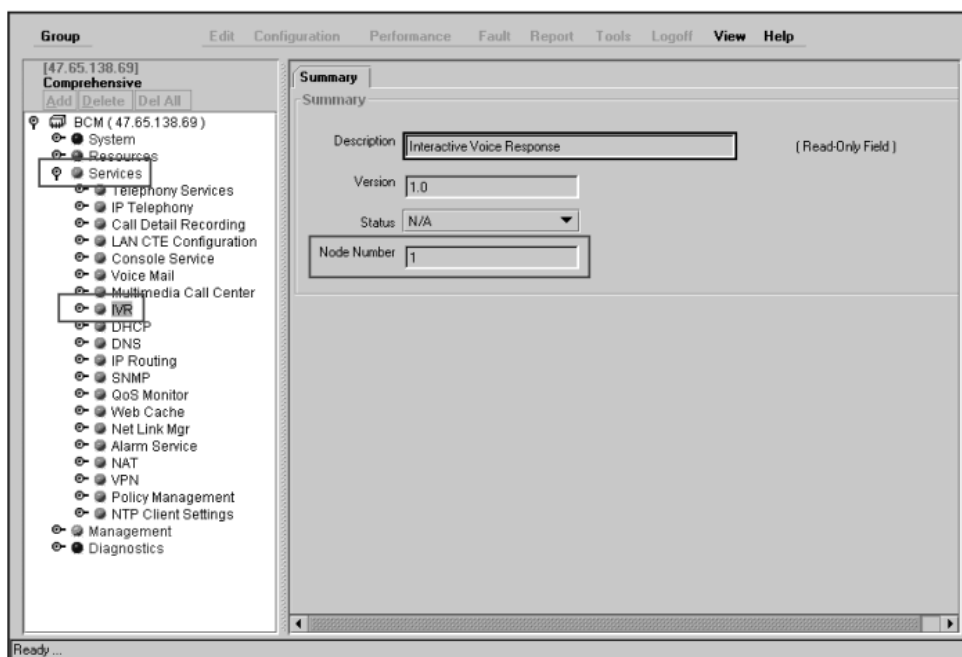 Group Edit Configuration Performance Fault Report Tools Logoff View Help
[47.65.138.69]
Comprehensive
Add Delete Del All
BCM ( 47.65.138.69 )
System
Resources
Services
Telephony Services
IP Telephony
Call Detail Recording
LAN CTE Configuration
Console Service
Voice Mail
Multimedia Call Center
IVR
DHCP
DNS
IP Routing
SNMP
QoS Monitor
Web Cache
Net Link Mgr
Alarm Service
NAT
VPN
Policy Management
NTP Client Settings
Management
Diagnostics
Summary
Summary
Description Interactive Voice Response ( Read-Only Field )
Version 1.0
Status N/A
Node Number 1
Ready ...